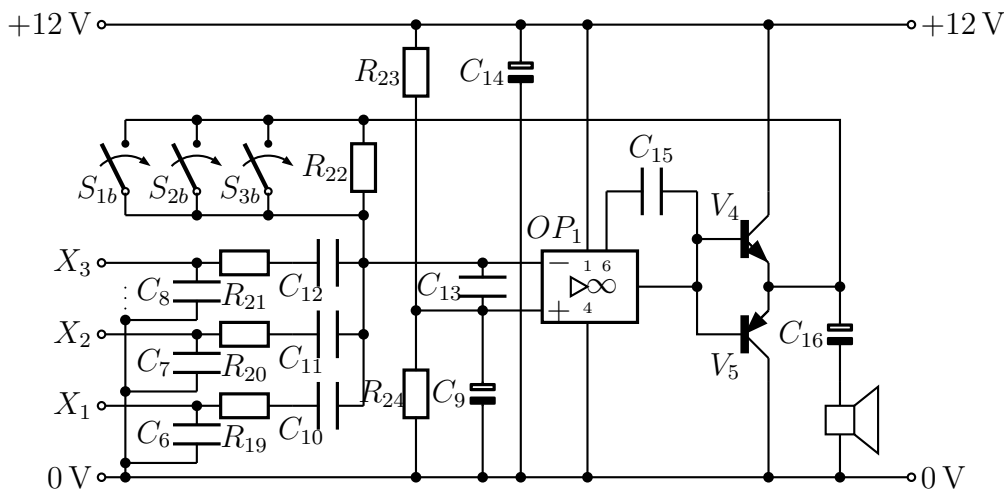 +12 V
+12 V
R23
C14
C15
R22
S1b
S2b
S3b
V4
OP1
X3
C8
R21
C12
C13
−
1 6
▷∞
+
4
X2
C7
R20
C11
V5
C16
X1
C6
R19
C10
R24
C9
0 V
0 V